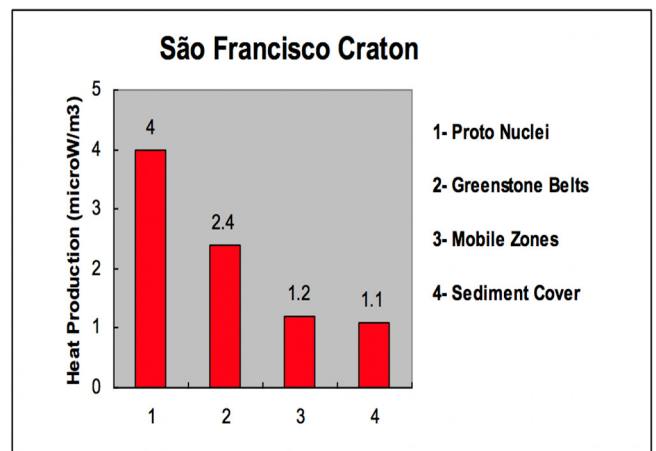 São Francisco Craton
Heat Production (microW/m3)
5
4
3
2
1
0
4
2.4
1.2
1.1
1
2
3
4
1- Proto Nuclei
2- Greenstone Belts
3- Mobile Zones
4- Sediment Cover